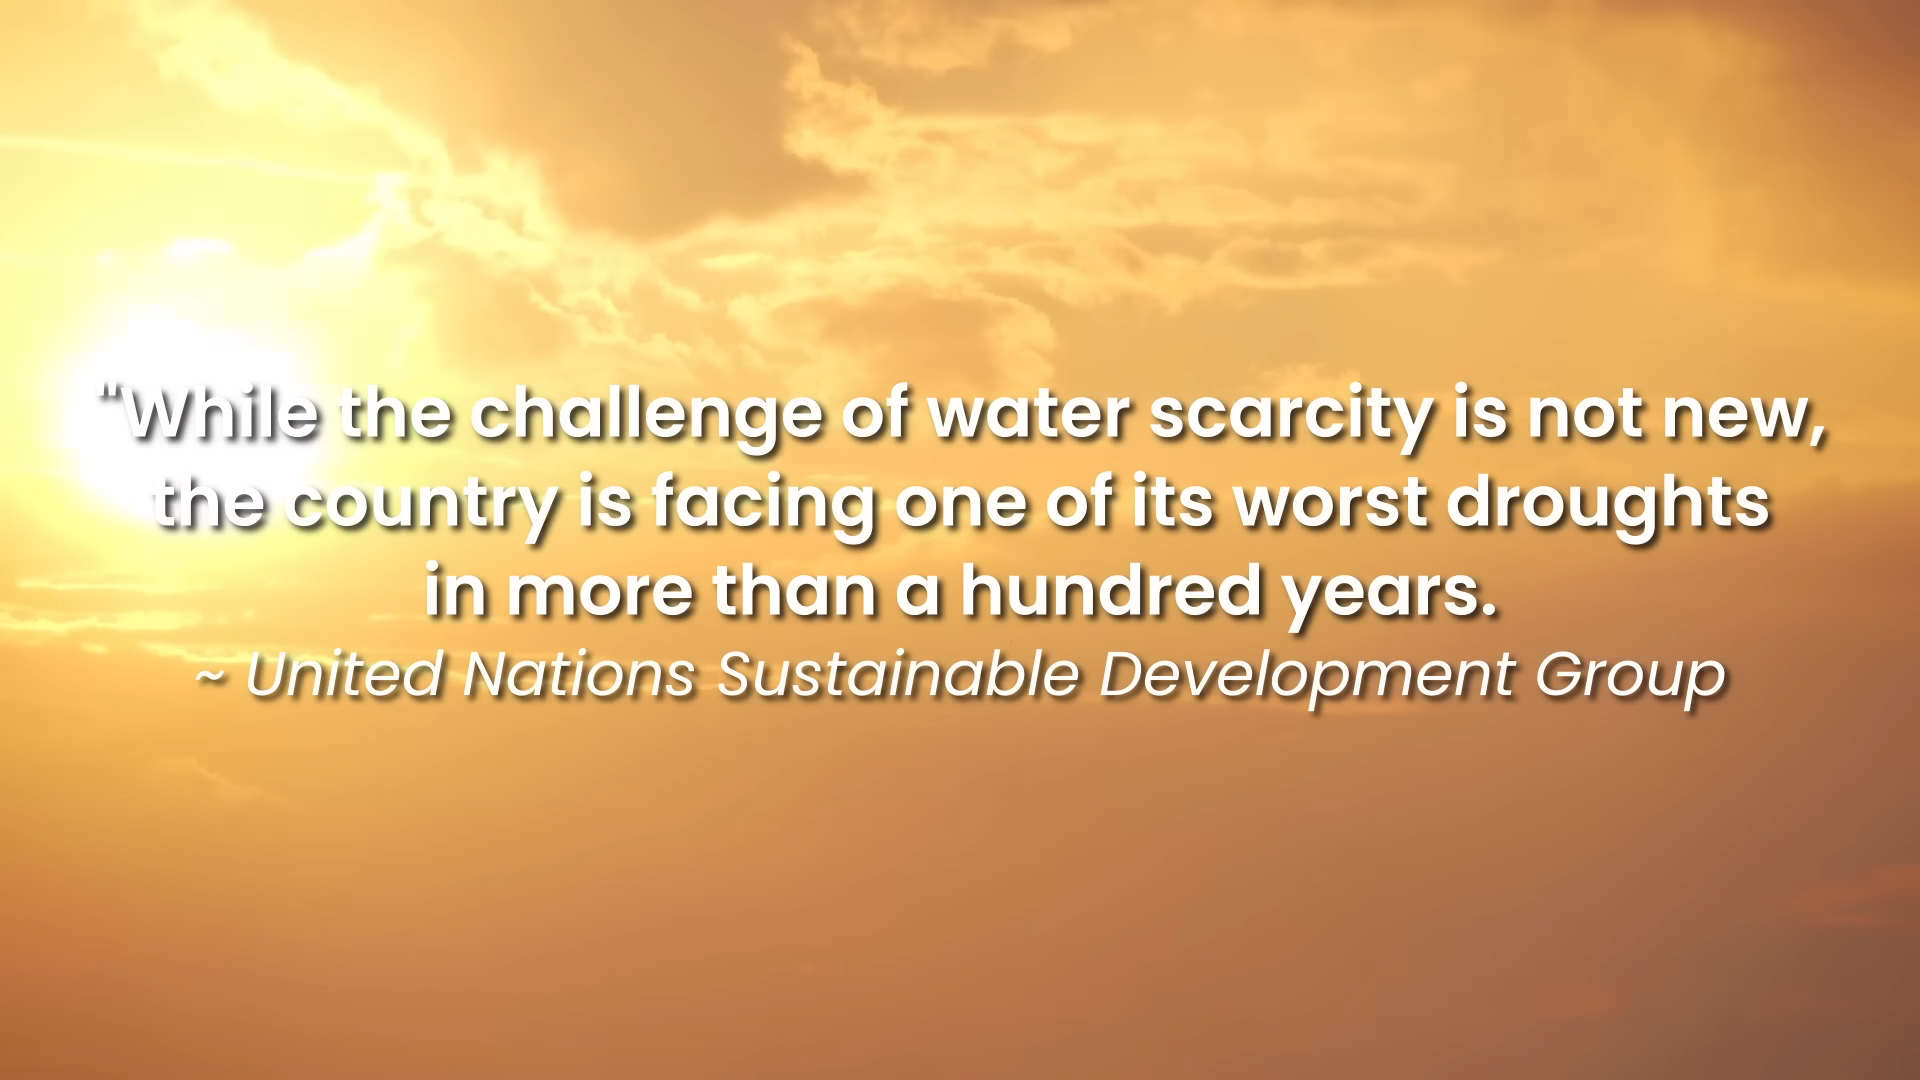 "While the challenge of water scarcity is not new,
the country is facing one of its worst droughts
in more than a hundred years.
~ United Nations Sustainable Development Group